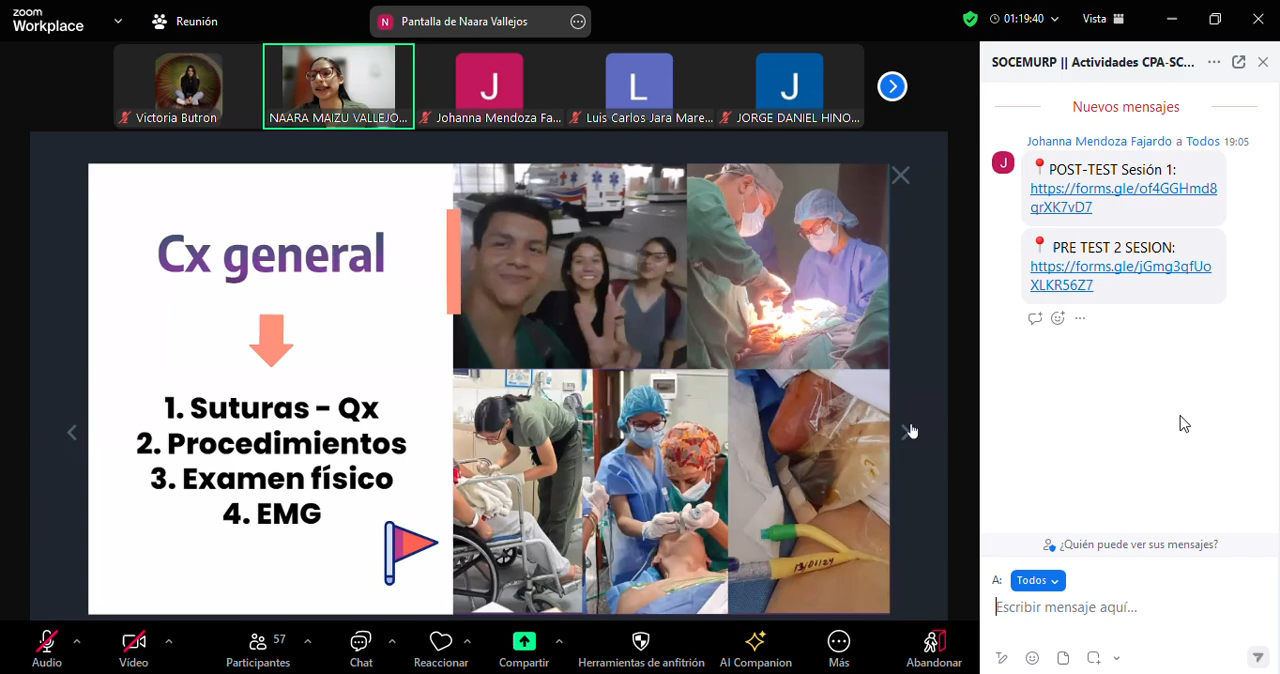 zoom
Workplace
Reunión
N Pantalla de Naara Vallejos
01:19:40
Vista
Victoria Butron
NAARA MAIZU VALLEJO...
J
Johanna Mendoza Fa...
L
Luis Carlos Jara Mare...
J
JORGE DANIEL HINO...
Cx general
1. Suturas - Qx
2. Procedimientos
3. Examen físico
4. EMG
13/01/24
SOCEMURP || Actividades CPA-SC...
Nuevos mensajes
Johanna Mendoza Fajardo a Todos 19:05
J
POST-TEST Sesión 1:
https://forms.gle/of4GGHmd8
qrXK7vD7
PRE TEST 2 SESION:
https://forms.gle/jGmg3qfUo
XLKR56Z7
¿Quién puede ver sus mensajes?
A: Todos
Escribir mensaje aquí...
Audio
Vídeo
57
Participantes
Chat
Reaccionar
Compartir
Herramientas de anfitrión
AI Companion
Más
Abandonar